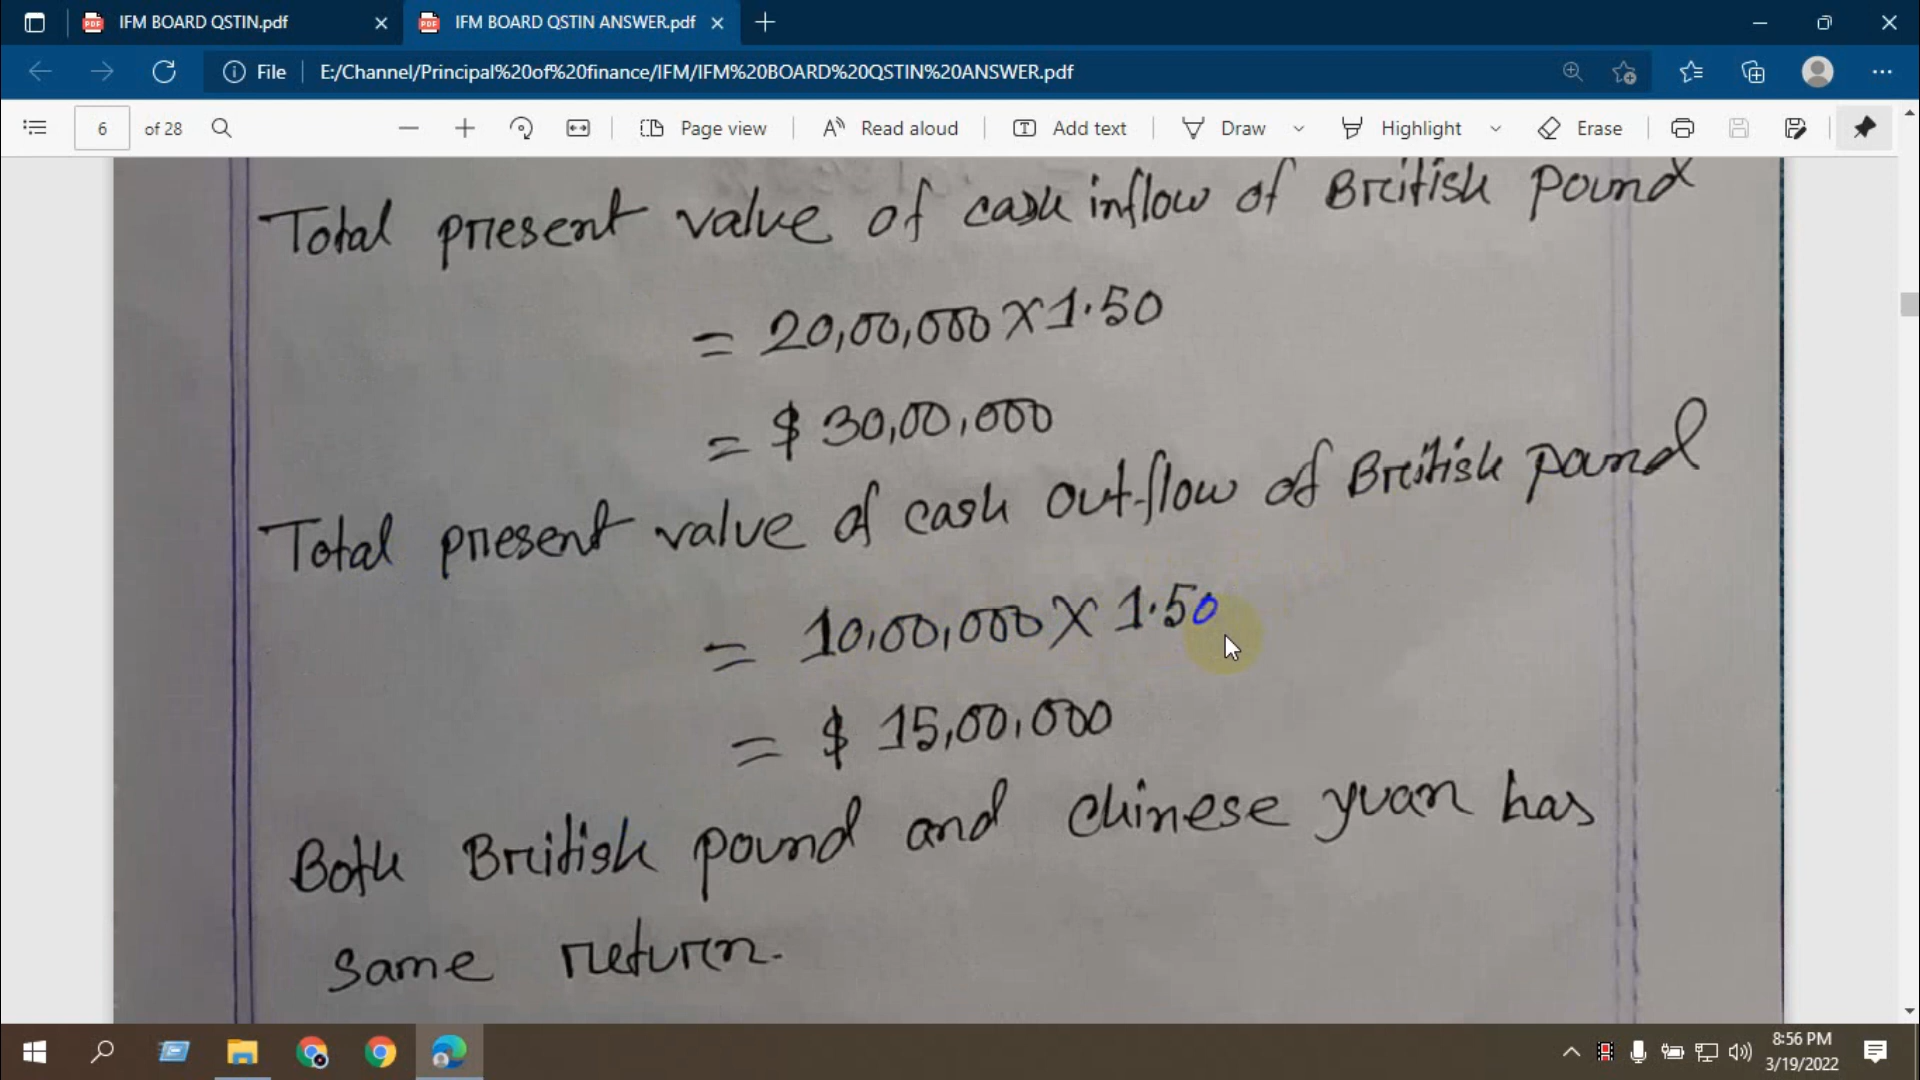 IFM BOARD QSTIN.pdf
IFM BOARD QSTIN ANSWER.pdf
File
E:/Channel/Principal%20of%20finance/IFM/IFM%20BOARD%20QSTIN%20ANSWER.pdf
6 of 28
Page view
Read aloud
Add text
Draw
Highlight
Erase
Total present value of cash inflow of British pound
= 20,00,000 X 1.50
= $ 30,00,000
Total present value of cash out-flow of British pound
= 10,00,000 X 1.50
= $ 15,00,000
Both British pound and chinese yuan has
same return.
8:56 PM
3/19/2022